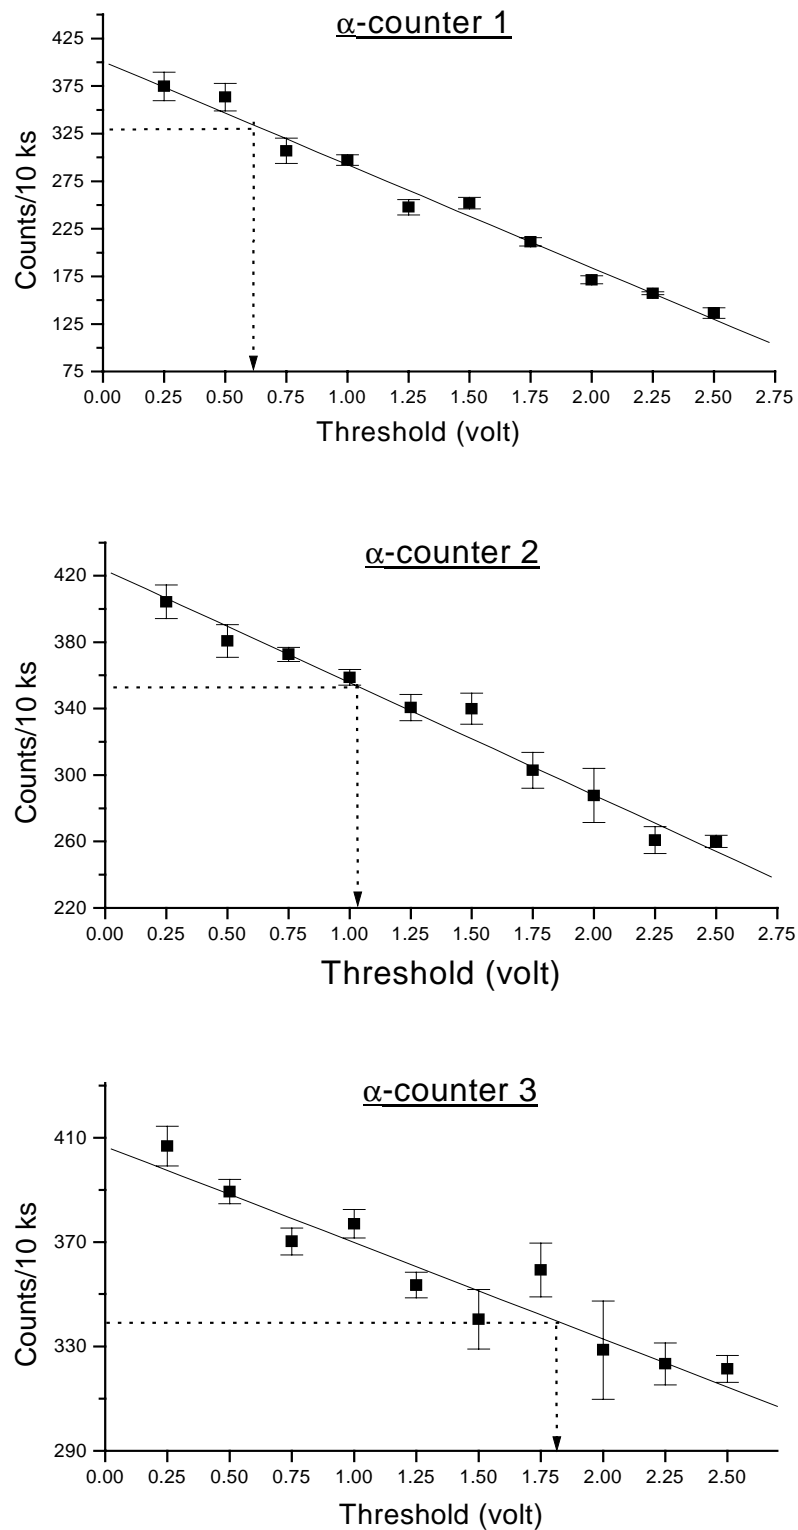 α-counter 1
425
375
325
275
225
175
125
75
Counts/10 ks
0.00 0.25 0.50 0.75 1.00 1.25 1.50 1.75 2.00 2.25 2.50 2.75
Threshold (volt)
α-counter 2
420
380
340
300
260
220
Counts/10 ks
0.00 0.25 0.50 0.75 1.00 1.25 1.50 1.75 2.00 2.25 2.50 2.75
Threshold (volt)
α-counter 3
410
370
330
290
Counts/10 ks
0.00 0.25 0.50 0.75 1.00 1.25 1.50 1.75 2.00 2.25 2.50
Threshold (volt)